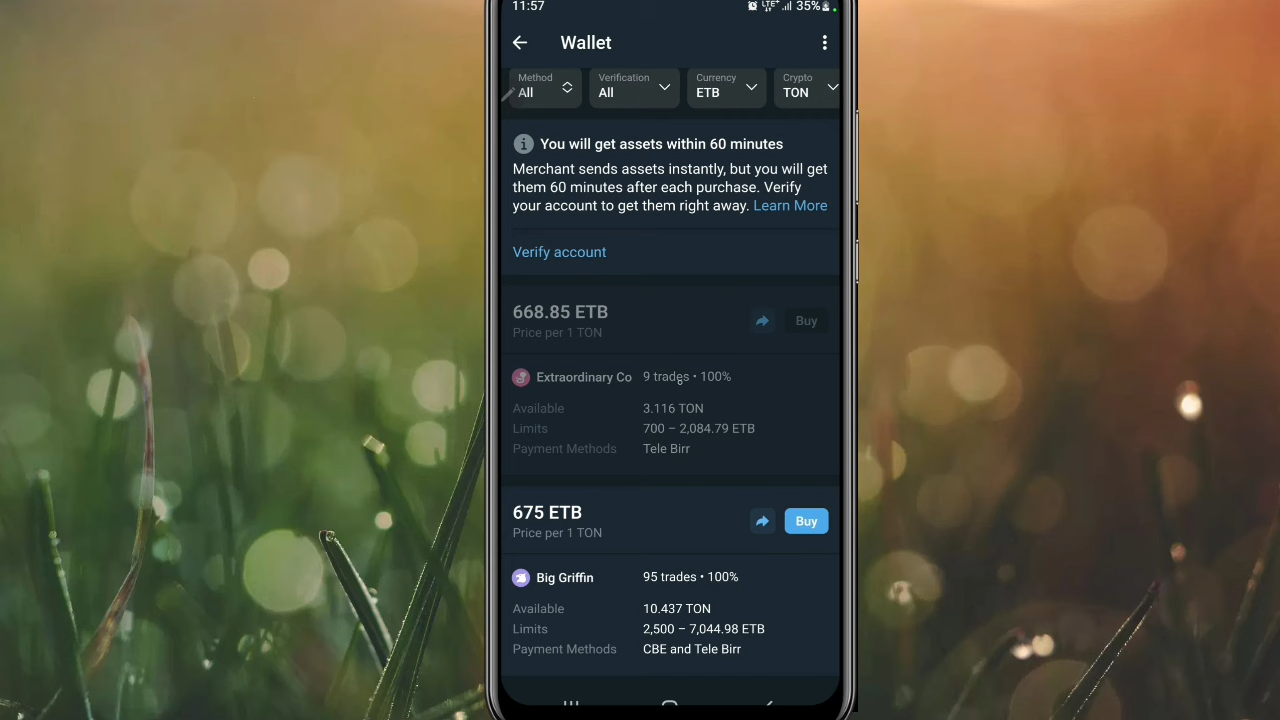 11:57
LTE+ 35%
Wallet
Method Verification Currency Crypto
All All ETB TON
You will get assets within 60 minutes
Merchant sends assets instantly, but you will get
them 60 minutes after each purchase. Verify
your account to get them right away. Learn More
Verify account
668.85 ETB
Price per 1 TON
Buy
Extraordinary Co 9 trades • 100%
Available 3.116 TON
Limits 700 – 2,084.79 ETB
Payment Methods Tele Birr
675 ETB
Price per 1 TON
Buy
Big Griffin 95 trades • 100%
Available 10.437 TON
Limits 2,500 – 7,044.98 ETB
Payment Methods CBE and Tele Birr